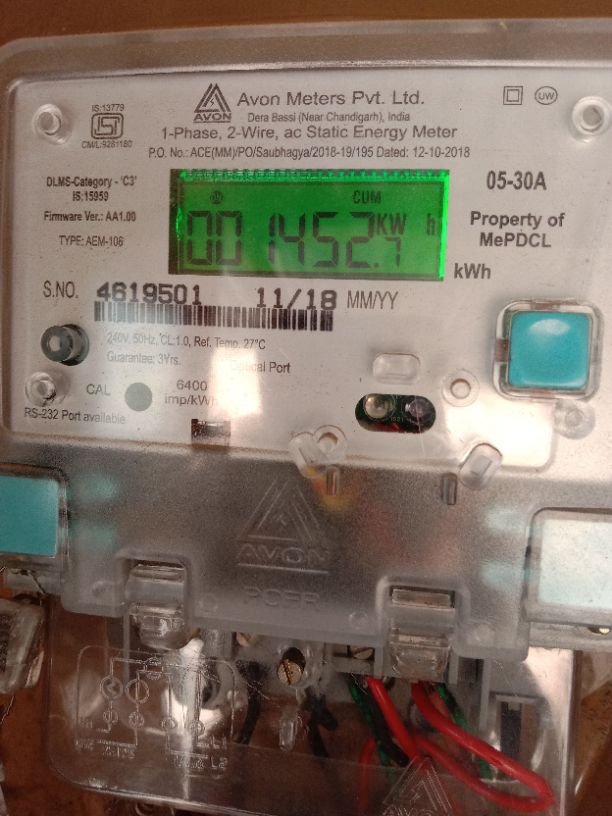 IS:13779
CM/L:9281180
AVON
Avon Meters Pvt. Ltd.
Dera Bassi (Near Chandigarh), India
1-Phase, 2-Wire, ac Static Energy Meter
P.O. No.: ACE(MM)/PO/Saubhagya/2018-19/195 Dated: 12-10-2018
UW
DLMS-Category - 'C3'
IS:15959
Firmware Ver.: AA1.00
TYPE: AEM-106
CUM
001452.7 KW h
kWh
05-30A
Property of
MePDCL
S.NO. 4619501 11/18 MM/YY
240V, 50Hz, CL:1.0, Ref. Temp. 27°C
Guarantee: 3Yrs.
Optical Port
CAL
6400
imp/kWh
RS-232 Port available
AVON